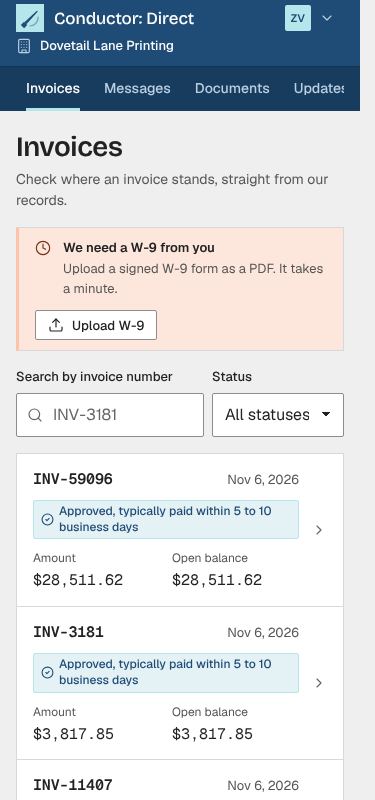 Conductor: Direct
ZV
Dovetail Lane Printing
Invoices Messages Documents Updates
Invoices
Check where an invoice stands, straight from our
records.
We need a W-9 from you
Upload a signed W-9 form as a PDF. It takes
a minute.
Upload W-9
Search by invoice number
Status
INV-3181
All statuses
INV-59096
Nov 6, 2026
Approved, typically paid within 5 to 10
business days
Amount
Open balance
$28,511.62
$28,511.62
INV-3181
Nov 6, 2026
Approved, typically paid within 5 to 10
business days
Amount
Open balance
$3,817.85
$3,817.85
INV-11407
Nov 6, 2026